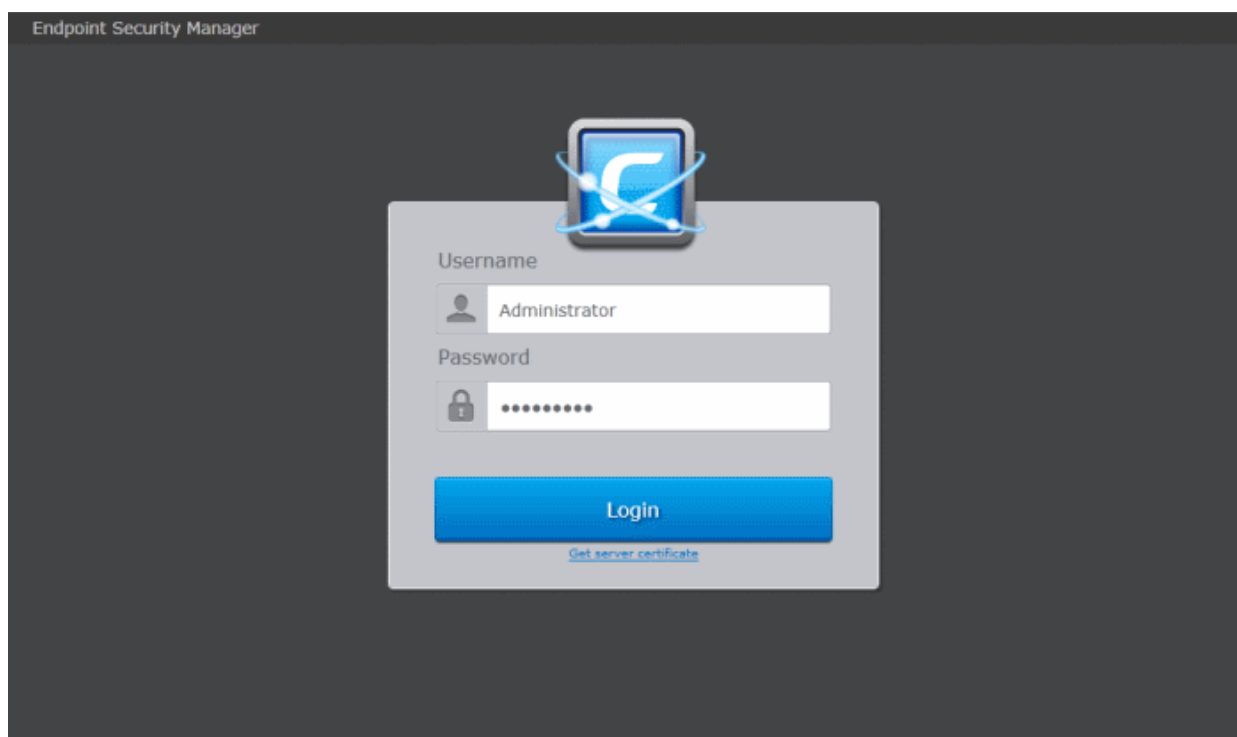 Endpoint Security Manager
Username
Administrator
Password
•••••••••
Login
Get server certificate